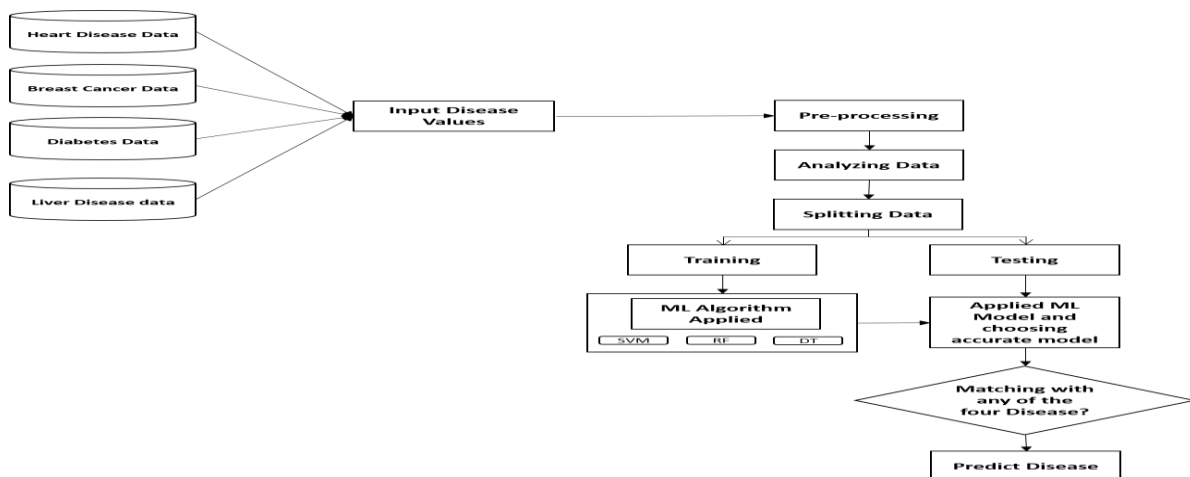 Heart Disease Data
Breast Cancer Data
Diabetes Data
Liver Disease data
Input Disease
Values
Pre-processing
Analyzing Data
Splitting Data
Training
Testing
ML Algorithm
Applied
SVM
RF
DT
Applied ML
Model and
choosing
accurate model
Matching with
any of the
four Disease?
Predict Disease